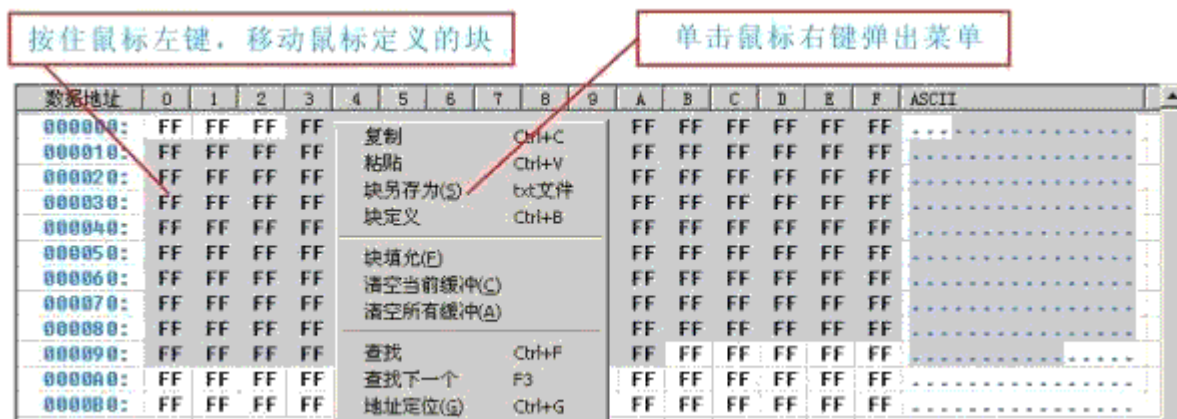 按住鼠标左键，移动鼠标定义的块
单击鼠标右键弹出菜单
数据地址 0 1 2 3 4 5 6 7 8 9 A B C D E F ASCII
000000: FF FF FF FF 复制 Ctrl+C FF FF FF FF FF FF ................
000010: FF FF FF FF 粘贴 Ctrl+V FF FF FF FF FF FF ................
000020: FF FF FF FF 块另存为(S) txt文件 FF FF FF FF FF FF ................
000030: FF FF FF FF 块定义 Ctrl+B FF FF FF FF FF FF ................
000040: FF FF FF FF FF FF FF FF FF FF ................
000050: FF FF FF FF 块填允(F) FF FF FF FF FF FF ................
000060: FF FF FF FF 清空当前缓冲(C) FF FF FF FF FF FF ................
000070: FF FF FF FF 清空所有缓冲(A) FF FF FF FF FF FF ................
000080: FF FF FF FF FF FF FF FF FF FF ................
000090: FF FF FF FF 查找 Ctrl+F FF FF FF FF FF FF ................
0000A0: FF FF FF FF 查找下一个 F3 FF FF FF FF FF FF ................
0000B0: FF FF FF FF 地址定位(G) Ctrl+G FF FF FF FF FF FF ................